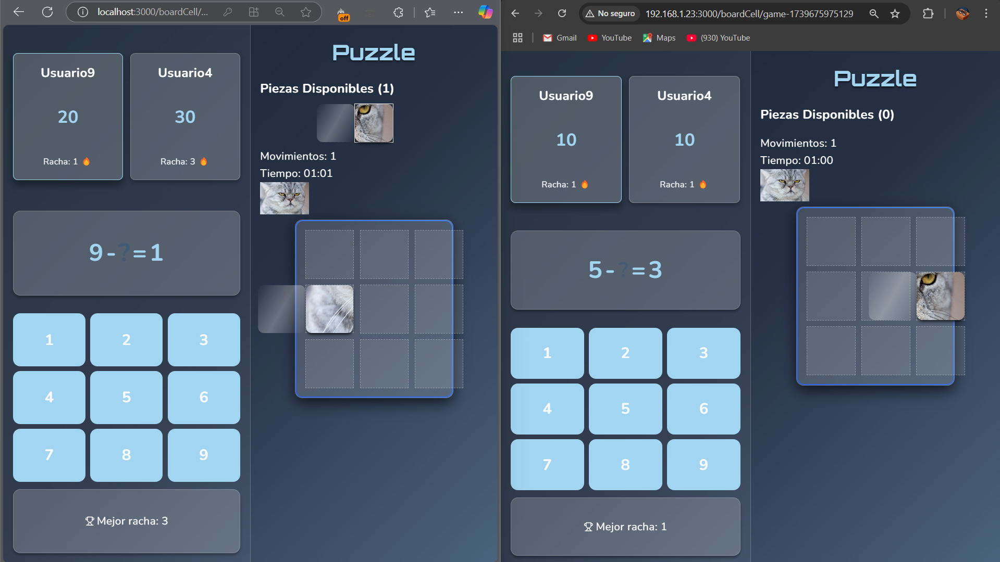 localhost:3000/boardCell/...
off
Usuario9
20
Racha: 1
Usuario4
30
Racha: 3
9 - ? = 1
1 2 3
4 5 6
7 8 9
Mejor racha: 3
Puzzle
Piezas Disponibles (1)
Movimientos: 1
Tiempo: 01:01
No seguro
192.168.1.23:3000/boardCell/game-1739675975129
Gmail YouTube Maps (930) YouTube
Usuario9
10
Racha: 1
Usuario4
10
Racha: 1
5 - ? = 3
1 2 3
4 5 6
7 8 9
Mejor racha: 1
Puzzle
Piezas Disponibles (0)
Movimientos: 1
Tiempo: 01:00